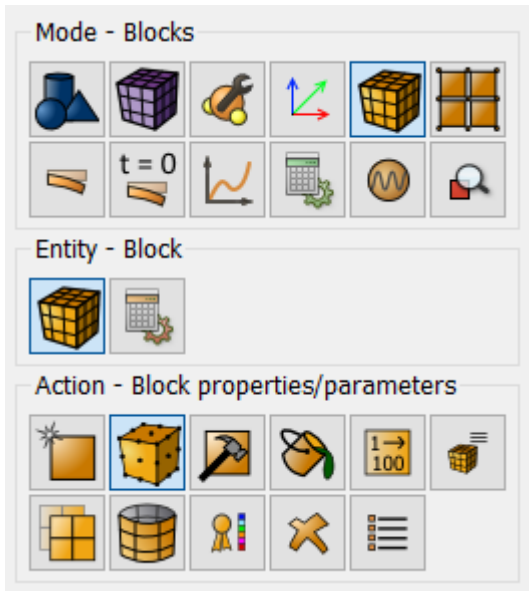 Mode - Blocks
t = 0
Entity - Block
Action - Block properties/parameters
1→
100